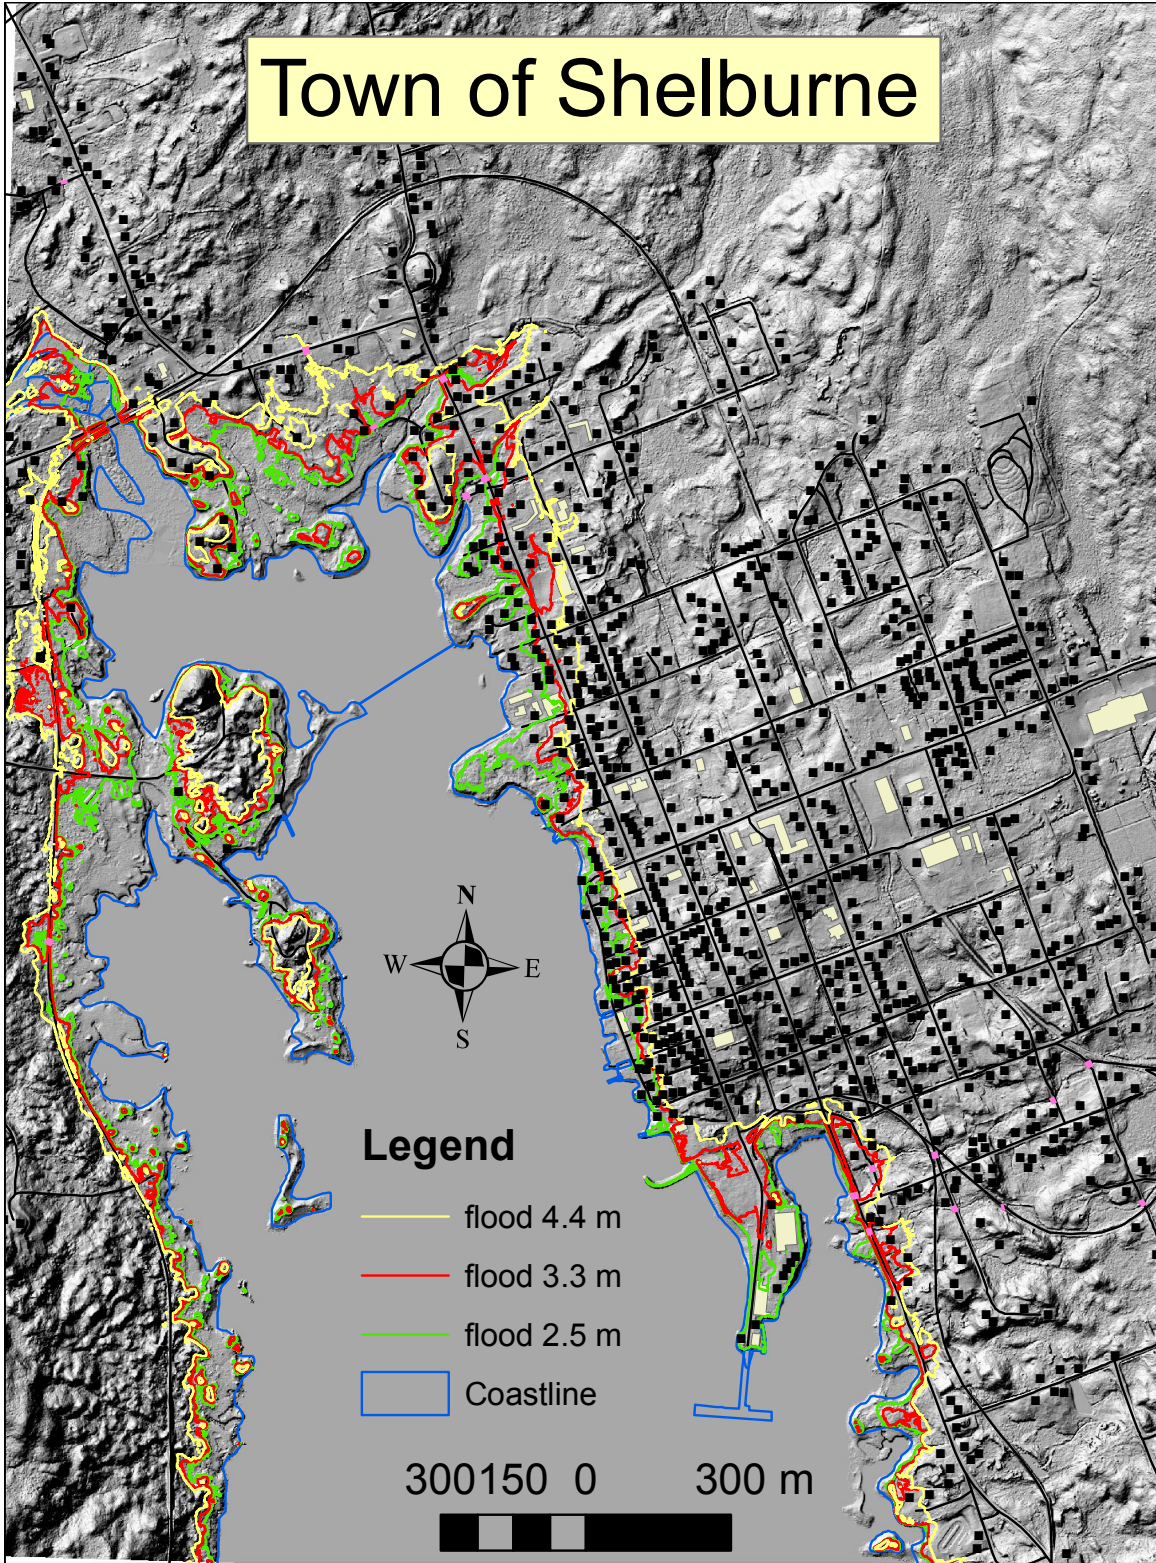 Town of Shelburne
N
W E
S
Legend
flood 4.4 m
flood 3.3 m
flood 2.5 m
Coastline
300150 0 300 m